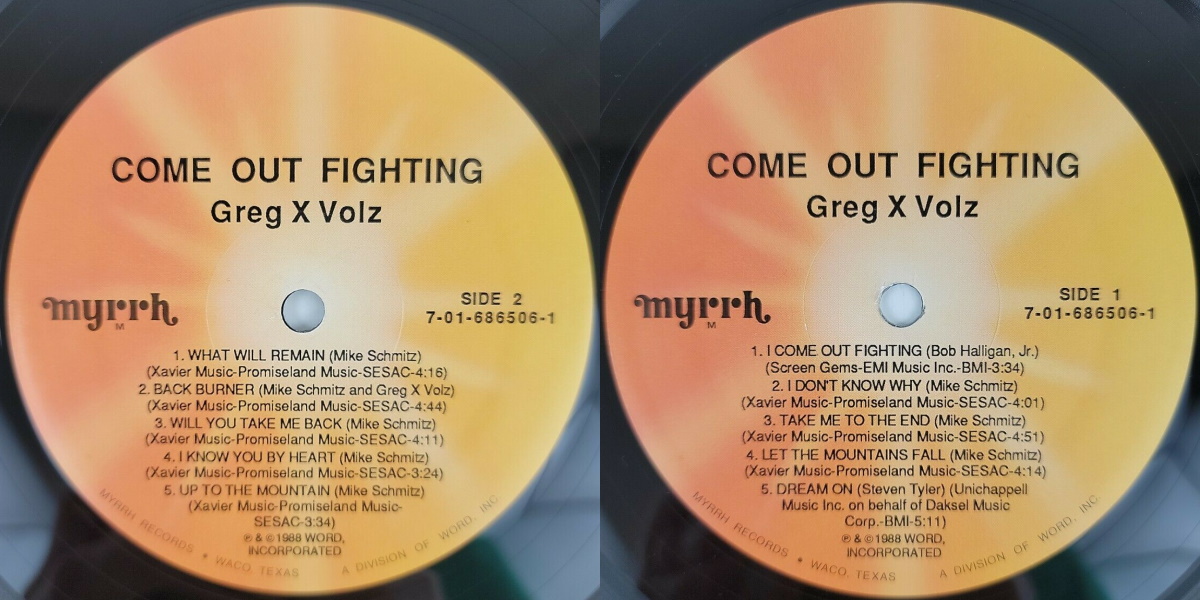 COME OUT FIGHTING
Greg X Volz
myrrh
M
SIDE 2
7-01-686506-1
1. WHAT WILL REMAIN (Mike Schmitz)
(Xavier Music-Promiseland Music-SESAC-4:16)
2. BACK BURNER (Mike Schmitz and Greg X Volz)
(Xavier Music-Promiseland Music-SESAC-4:44)
3. WILL YOU TAKE ME BACK (Mike Schmitz)
(Xavier Music-Promiseland Music-SESAC-4:11)
4. I KNOW YOU BY HEART (Mike Schmitz)
(Xavier Music-Promiseland Music-SESAC-3:24)
5. UP TO THE MOUNTAIN (Mike Schmitz)
(Xavier Music-Promiseland Music-
SESAC-3:34)
℗ & © 1988 WORD,
INCORPORATED
MYRRH RECORDS • WACO, TEXAS A DIVISION OF WORD, INC
COME OUT FIGHTING
Greg X Volz
myrrh
M
SIDE 1
7-01-686506-1
1. I COME OUT FIGHTING (Bob Halligan, Jr.)
(Screen Gems-EMI Music Inc.-BMI-3:34)
2. I DON'T KNOW WHY (Mike Schmitz)
(Xavier Music-Promiseland Music-SESAC-4:01)
3. TAKE ME TO THE END (Mike Schmitz)
(Xavier Music-Promiseland Music-SESAC-4:51)
4. LET THE MOUNTAINS FALL (Mike Schmitz)
(Xavier Music-Promiseland Music-SESAC-4:14)
5. DREAM ON (Steven Tyler) (Unichappell
Music Inc. on behalf of Daksel Music
Corp.-BMI-5:11)
℗ & © 1988 WORD,
INCORPORATED
MYRRH RECORDS • WACO, TEXAS A DIVISION OF WORD, INC